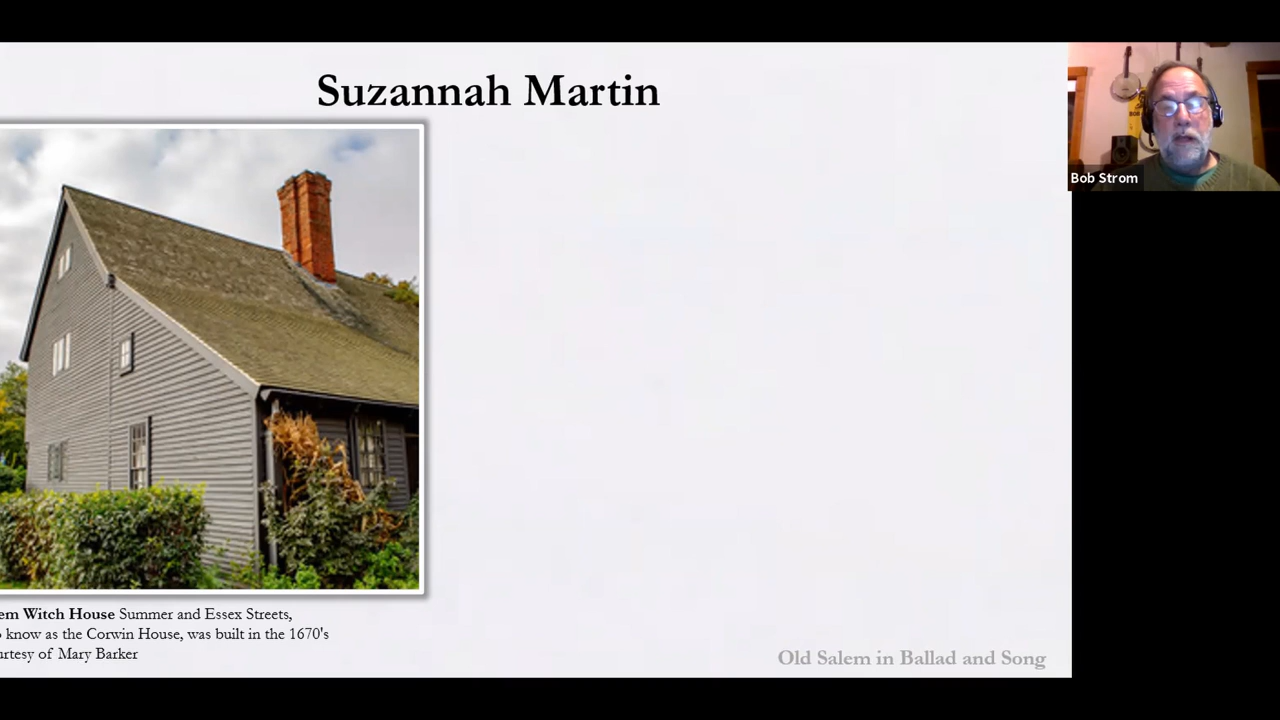 Suzannah Martin
Bob Strom
em Witch House Summer and Essex Streets,
know as the Corwin House, was built in the 1670's
rtesy of Mary Barker
Old Salem in Ballad and Song